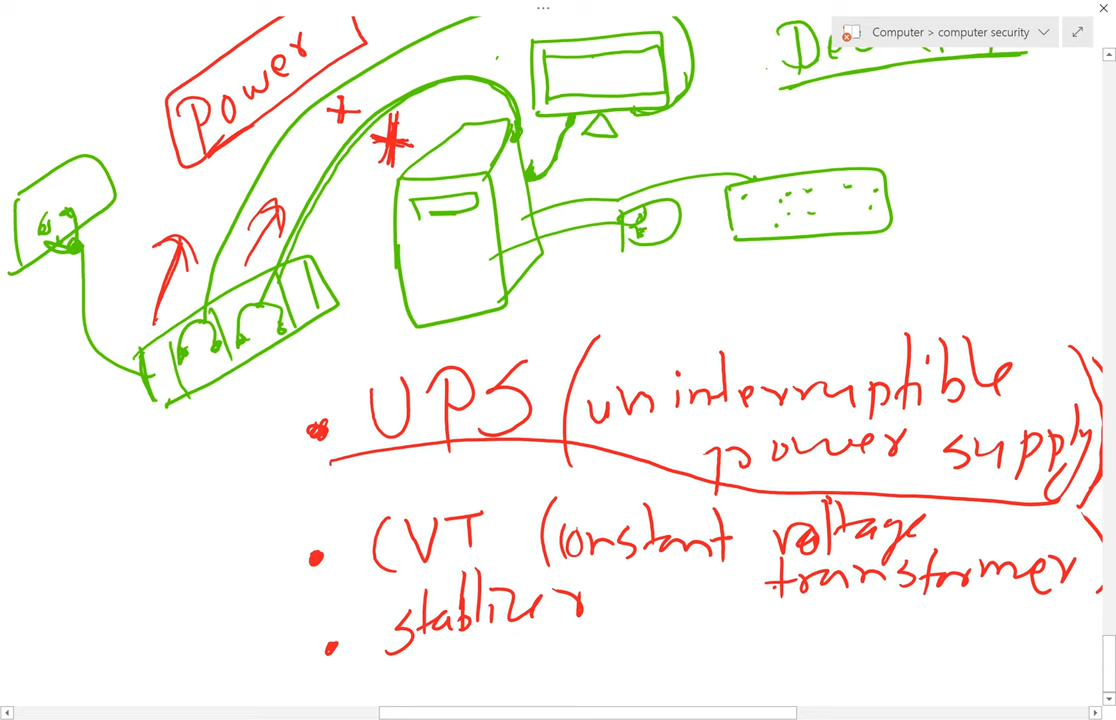 Computer > computer security
Power
• UPS (uninterruptible
power supply)
• CVT (constant voltage
transformer)
• stablizer